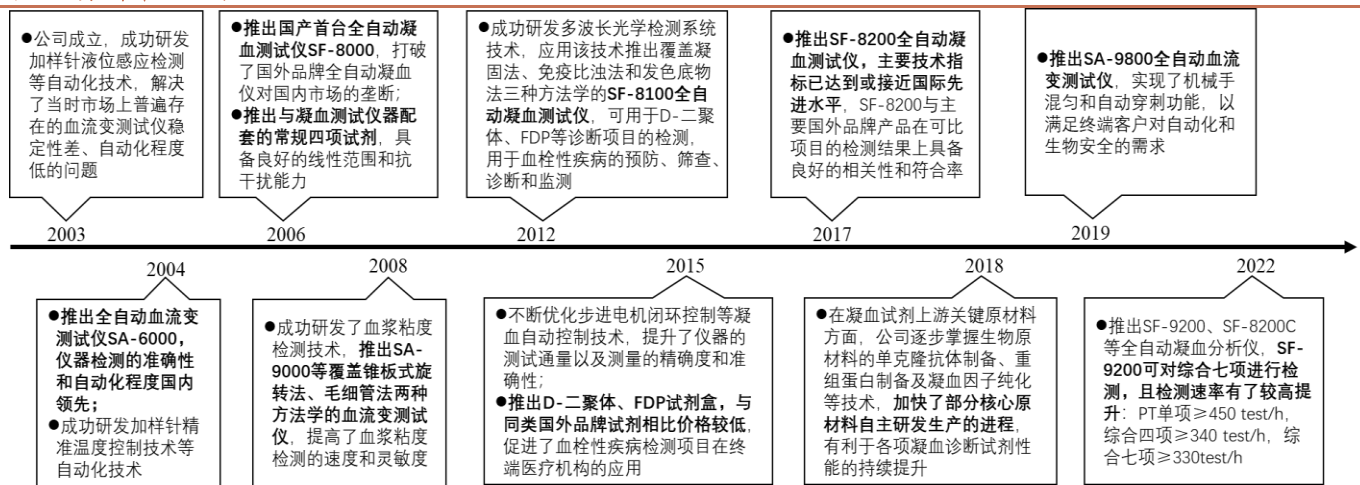 ●公司成立，成功研发
加样针液位感应检测
等自动化技术，解决
了当时市场上普遍存
在的血流变测试仪稳
定性差、自动化程度
低的问题
2003
●推出国产首台全自动凝
血测试仪SF-8000，打破
了国外品牌全自动凝血
仪对国内市场的垄断；
●推出与凝血测试仪器配
套的常规四项试剂，具
备良好的线性范围和抗
干扰能力
2006
●成功研发多波长光学检测系统
技术，应用该技术推出覆盖凝
固法、免疫比浊法和发色底物
法三种方法学的SF-8100全自
动凝血测试仪，可用于D-二聚
体、FDP等诊断项目的检测，
用于血栓性疾病的预防、筛查、
诊断和监测
2012
●推出SF-8200全自动凝
血测试仪，主要技术指
标已达到或接近国际先
进水平，SF-8200与主
要国外品牌产品在可比
项目的检测结果上具备
良好的相关性和符合率
2017
●推出SA-9800全自动血流
变测试仪，实现了机械手
混匀和自动穿刺功能，以
满足终端客户对自动化和
生物安全的需求
2019
2004
●推出全自动血流变
测试仪SA-6000，
仪器检测的准确性
和自动化程度国内
领先；
●成功研发加样针精
准温度控制技术等
自动化技术
2008
●成功研发了血浆粘度
检测技术，推出SA-
9000等覆盖锥板式旋
转法、毛细管法两种
方法学的血流变测试
仪，提高了血浆粘度
检测的速度和灵敏度
2015
●不断优化步进电机闭环控制等凝
血自动控制技术，提升了仪器的
测试通量以及测量的精确度和准
确性；
●推出D-二聚体、FDP试剂盒，与
同类国外品牌试剂相比价格较低，
促进了血栓性疾病检测项目在终
端医疗机构的应用
2018
●在凝血试剂上游关键原材料
方面，公司逐步掌握生物原
材料的单克隆抗体制备、重
组蛋白制备及凝血因子纯化
等技术，加快了部分核心原
材料自主研发生产的进程，
有利于各项凝血诊断试剂性
能的持续提升
2022
●推出SF-9200、SF-8200C
等全自动凝血分析仪，SF-
9200可对综合七项进行检
测，且检测速率有了较高提
升：PT单项≥450 test/h，
综合四项≥340 test/h，综
合七项≥330test/h